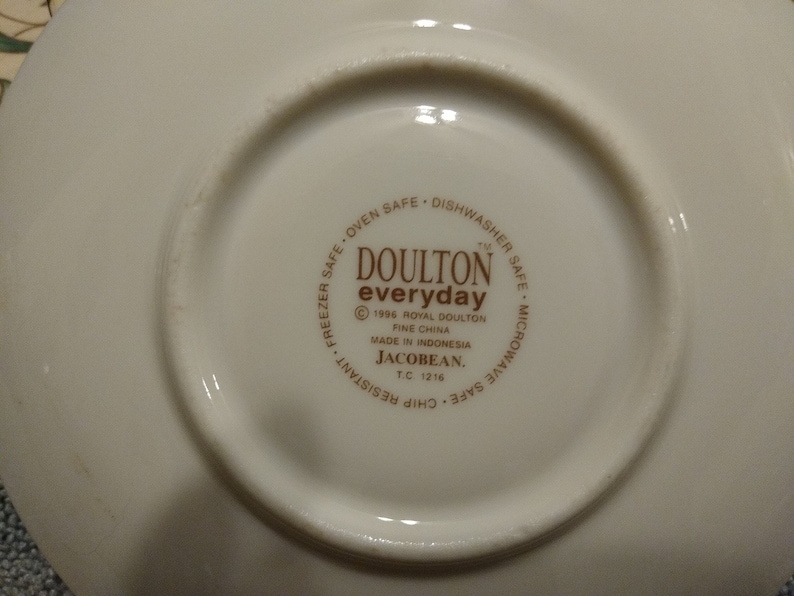 DOULTON™
everyday
© 1996 ROYAL DOULTON
FINE CHINA
MADE IN INDONESIA
JACOBEAN.
T.C. 1216
CHIP RESISTANT · FREEZER SAFE · OVEN SAFE · DISHWASHER SAFE · MICROWAVE SAFE ·